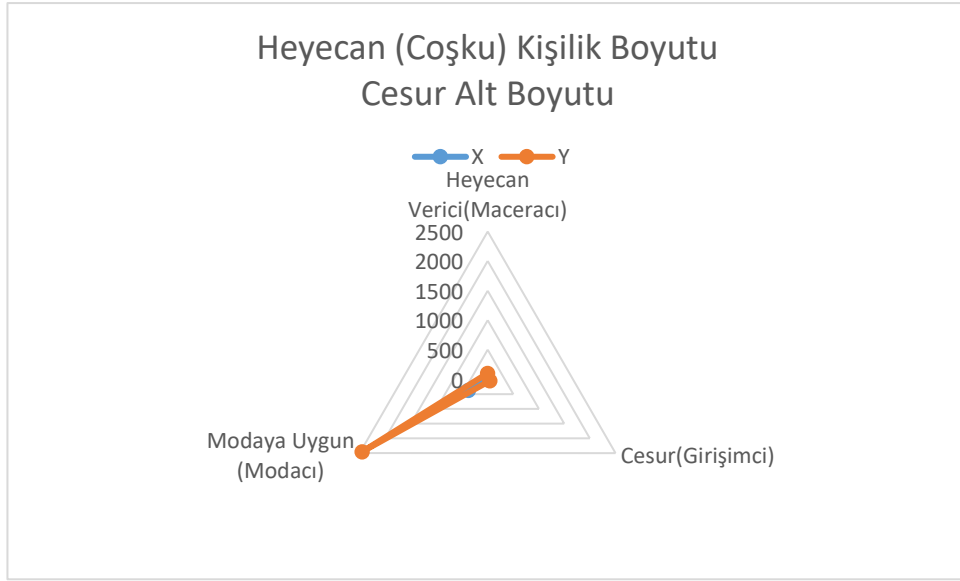 Heyecan (Coşku) Kişilik Boyutu
Cesur Alt Boyutu
X Y
Heyecan
Verici(Maceracı)
2500
2000
1500
1000
500
0
Modaya Uygun
(Modacı)
Cesur(Girişimci)